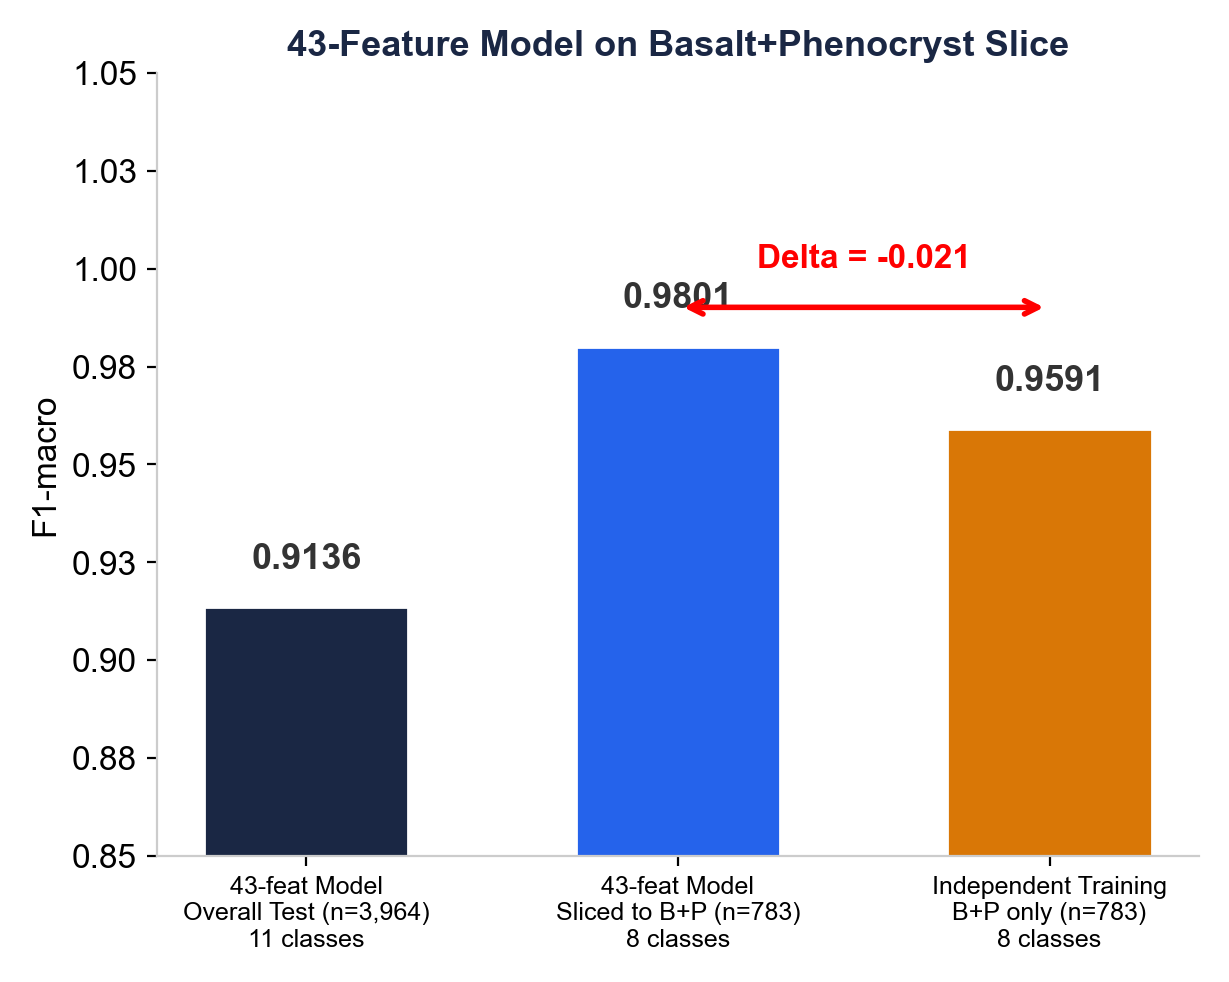 43-Feature Model on Basalt+Phenocryst Slice
1.05
1.03
1.00
0.98
0.95
0.93
0.90
0.88
0.85
F1-macro
Delta = -0.021
0.9801
0.9591
0.9136
43-feat Model
Overall Test (n=3,964)
11 classes
43-feat Model
Sliced to B+P (n=783)
8 classes
Independent Training
B+P only (n=783)
8 classes